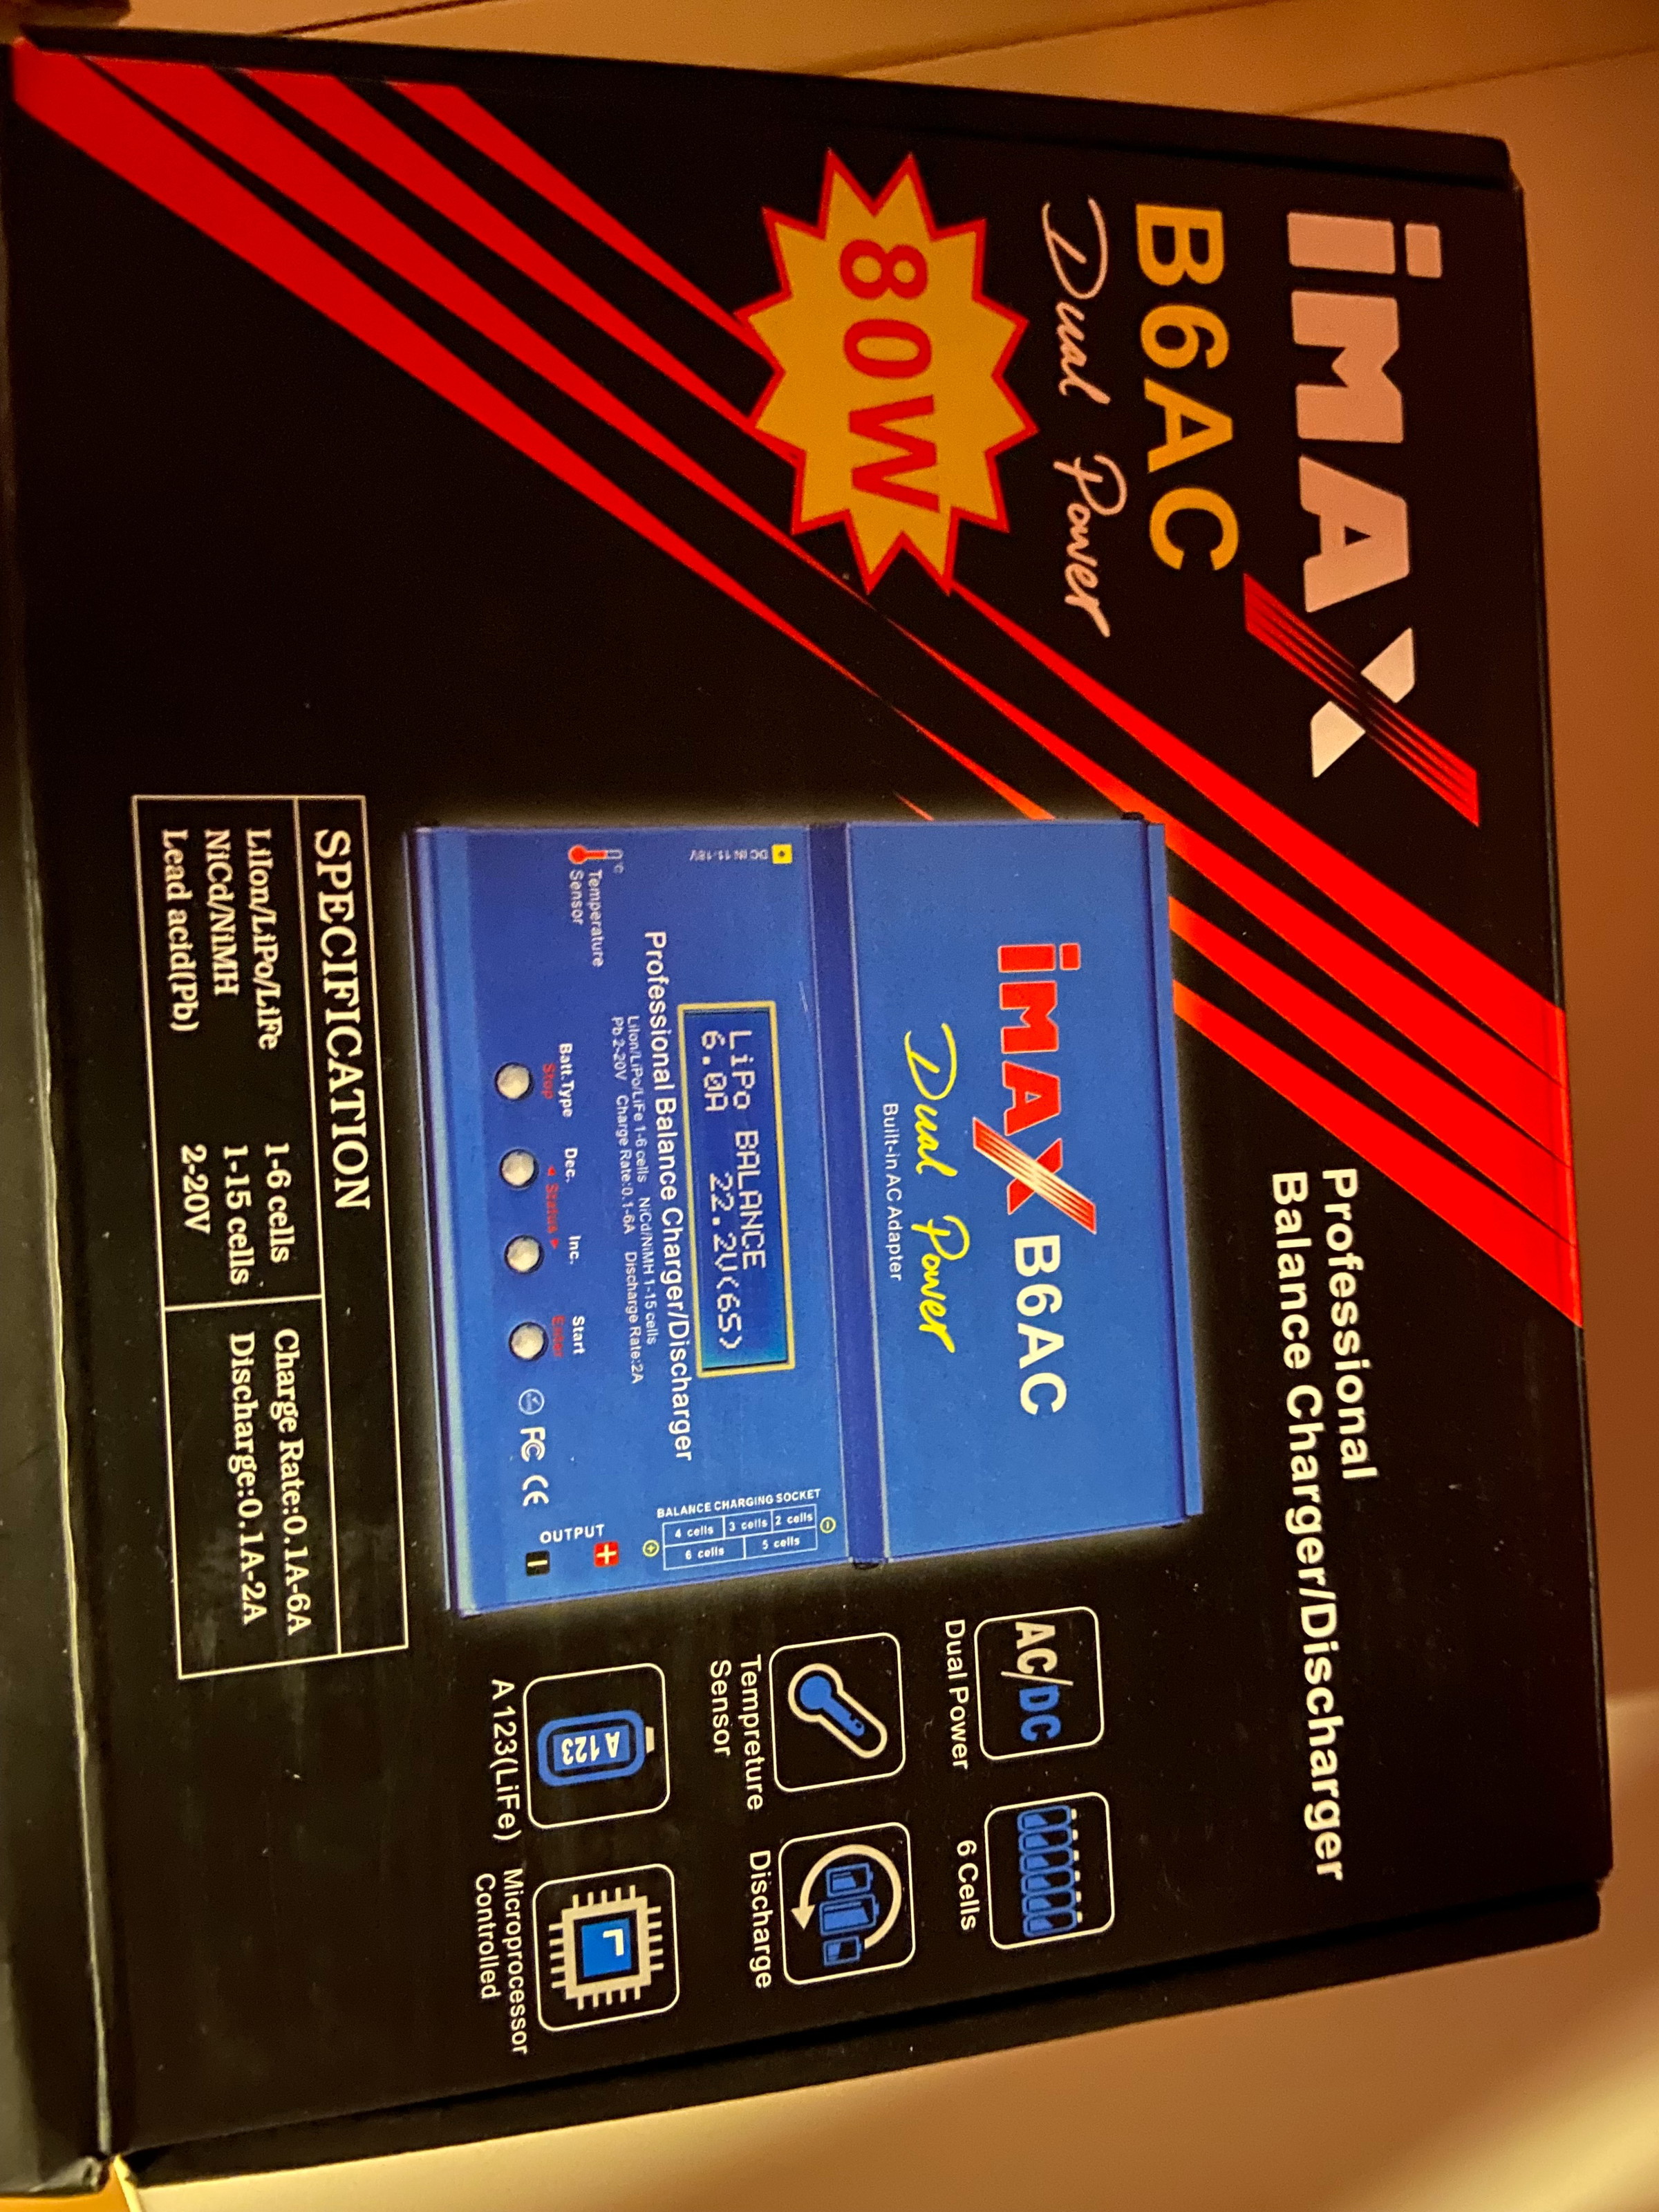 iMAX
B6AC
Dual Power
80W
Professional
Balance Charger/Discharger
iMAX B6AC
Dual Power
Built-in AC Adapter
DC IN 11-18V
LiPo BALANCE
6.0A 22.2V(6S)
Professional Balance Charger/Discharger
LiIon/LiPo/LiFe 1-6 cells NiCd/NiMH 1-15 cells
Pb 2-20V Charge Rate:0.1-6A Discharge Rate:2A
°C Temperature
Sensor
Batt.Type Dec. Inc. Start
Stop ◄ Status ► Enter
FC CE
BALANCE CHARGING SOCKET
4 cells 3 cells 2 cells
6 cells 5 cells
OUTPUT
AC/DC
Dual Power
6 Cells
Tempreture
Sensor
Discharge
A123
A123(LiFe)
Microprocessor
Controlled
SPECIFICATION
LiIon/LiPo/LiFe 1-6 cells Charge Rate:0.1A-6A
NiCd/NiMH 1-15 cells Discharge:0.1A-2A
Lead acid(Pb) 2-20V